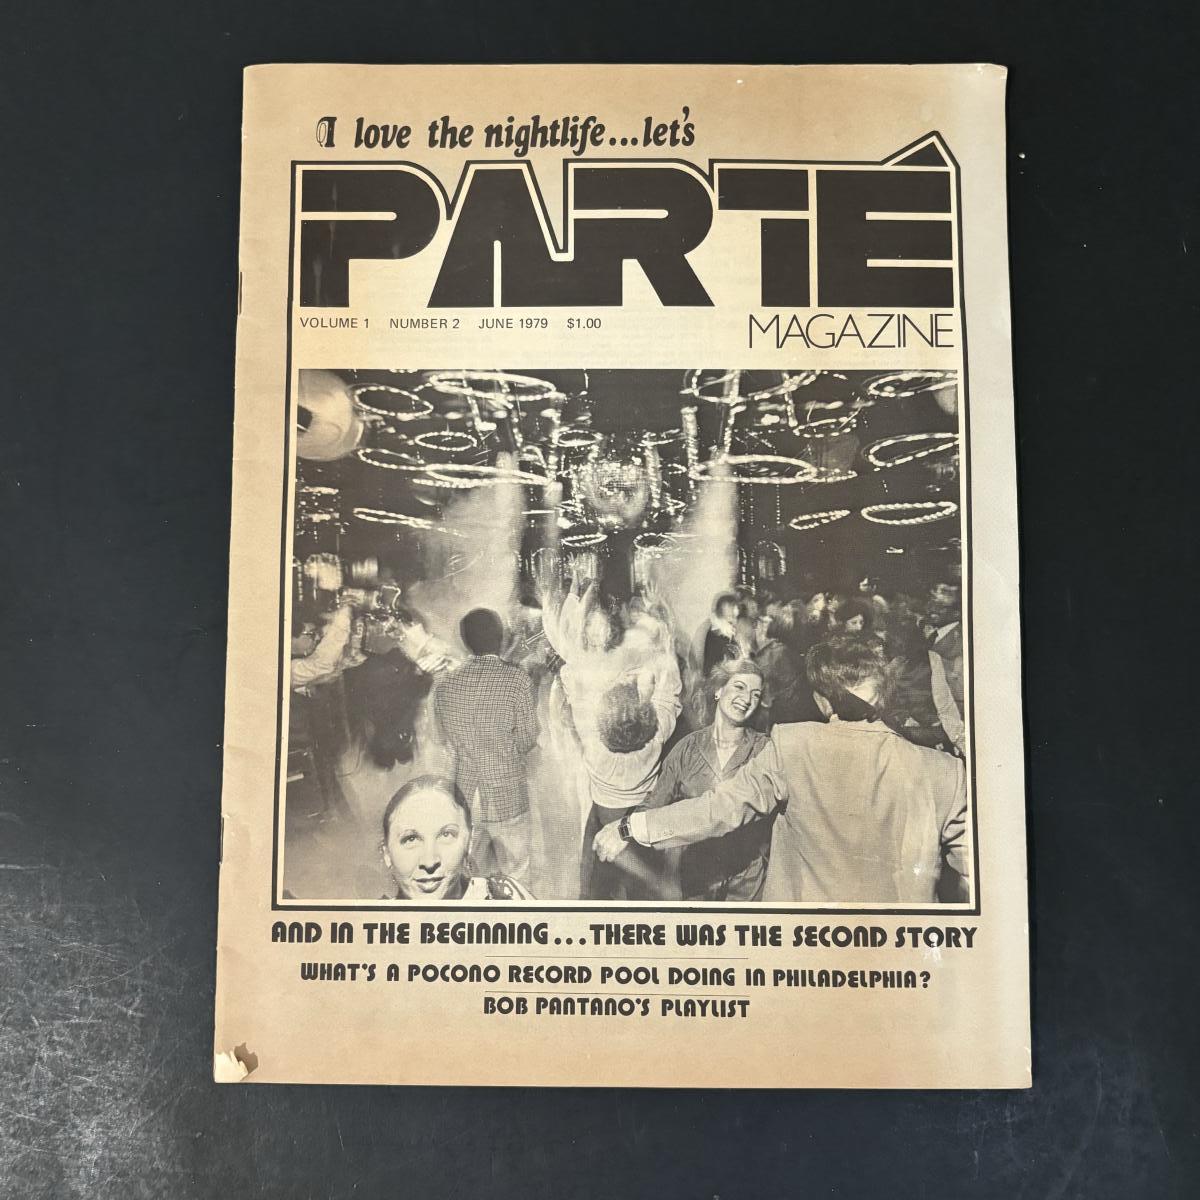 I love the nightlife...let's
PARTÉ
VOLUME 1 NUMBER 2 JUNE 1979 $1.00
MAGAZINE
AND IN THE BEGINNING...THERE WAS THE SECOND STORY
WHAT'S A POCONO RECORD POOL DOING IN PHILADELPHIA?
BOB PANTANO'S PLAYLIST